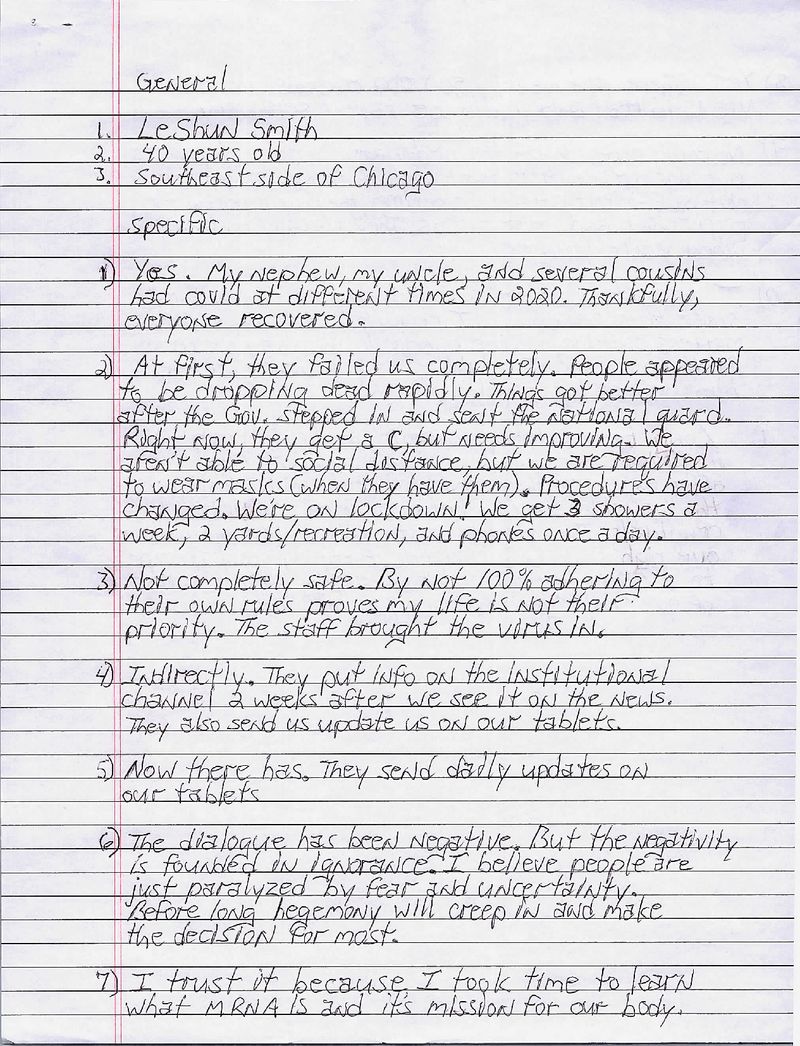 General
1. LeShun Smith
2. 40 years old
3. Southeast side of Chicago
Specific
1) Yes. My nephew, my uncle, and several cousins
had covid at different times in 2020. Thankfully,
everyone recovered.
2) At first, they failed us completely. People appeared
to be dropping dead rapidly. Things got better
after the Gov. stepped in and sent the national guard.
Right now, they get a C, but needs improving. We
aren't able to social distance, but we are required
to wear masks (when they have them). Procedures have
changed. We're on lockdown! We get 3 showers a
week, 2 yards/recreation, and phones once a day.
3) Not completely safe. By not 100% adhering to
their own rules proves my life is not their
priority. The staff brought the virus in.
4) Indirectly. They put info on the institutional
channel 2 weeks after we see it on the news.
They also send us update us on our tablets.
5) Now there has. They send daily updates on
our tablets
6) The dialogue has been negative. But the negativity
is founded in ignorance. I believe people are
just paralyzed by fear and uncertainty.
Before long hegemony will creep in and make
the decision for most.
7) I trust it because I took time to learn
what MRNA is and it's mission for our body.